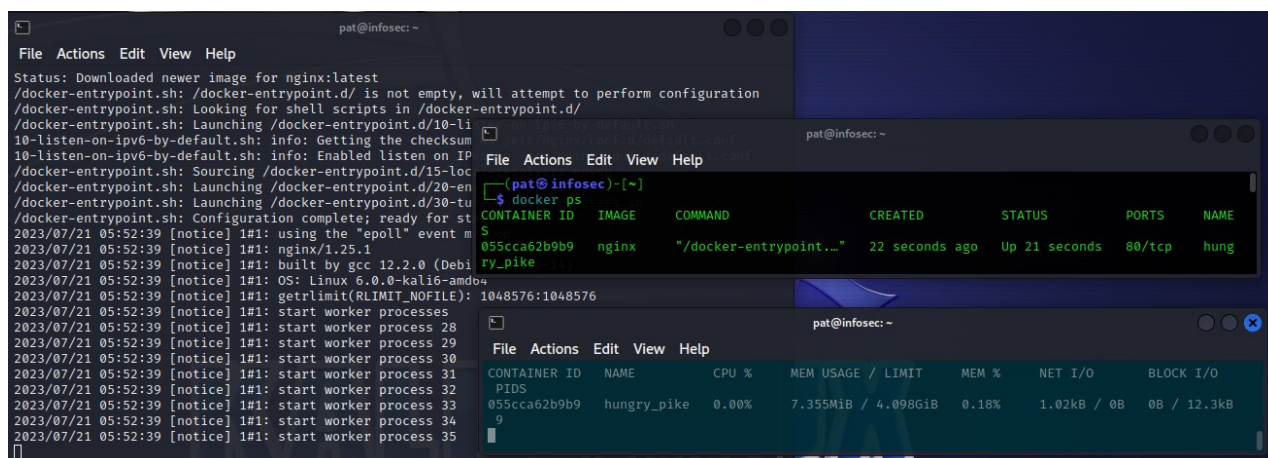 pat@infosec: ~
File Actions Edit View Help
Status: Downloaded newer image for nginx:latest
/docker-entrypoint.sh: /docker-entrypoint.d/ is not empty, will attempt to perform configuration
/docker-entrypoint.sh: Looking for shell scripts in /docker-entrypoint.d/
/docker-entrypoint.sh: Launching /docker-entrypoint.d/10-listen-on-ipv6-by-default.sh
10-listen-on-ipv6-by-default.sh: info: Getting the checksum
10-listen-on-ipv6-by-default.sh: info: Enabled listen on IP
/docker-entrypoint.sh: Sourcing /docker-entrypoint.d/15-loc
/docker-entrypoint.sh: Launching /docker-entrypoint.d/20-en
/docker-entrypoint.sh: Launching /docker-entrypoint.d/30-tu
/docker-entrypoint.sh: Configuration complete; ready for st
2023/07/21 05:52:39 [notice] 1#1: using the "epoll" event m
2023/07/21 05:52:39 [notice] 1#1: nginx/1.25.1
2023/07/21 05:52:39 [notice] 1#1: built by gcc 12.2.0 (Debi
2023/07/21 05:52:39 [notice] 1#1: OS: Linux 6.0.0-kali6-amd64
2023/07/21 05:52:39 [notice] 1#1: getrlimit(RLIMIT_NOFILE): 1048576:1048576
2023/07/21 05:52:39 [notice] 1#1: start worker processes
2023/07/21 05:52:39 [notice] 1#1: start worker process 28
2023/07/21 05:52:39 [notice] 1#1: start worker process 29
2023/07/21 05:52:39 [notice] 1#1: start worker process 30
2023/07/21 05:52:39 [notice] 1#1: start worker process 31
2023/07/21 05:52:39 [notice] 1#1: start worker process 32
2023/07/21 05:52:39 [notice] 1#1: start worker process 33
2023/07/21 05:52:39 [notice] 1#1: start worker process 34
2023/07/21 05:52:39 [notice] 1#1: start worker process 35
pat@infosec: ~
File Actions Edit View Help
┌──(pat㉿infosec)-[~]
└─$ docker ps
CONTAINER ID IMAGE COMMAND CREATED STATUS PORTS NAME
S
055cca62b9b9 nginx "/docker-entrypoint.…" 22 seconds ago Up 21 seconds 80/tcp hung
ry_pike
pat@infosec: ~
File Actions Edit View Help
CONTAINER ID NAME CPU % MEM USAGE / LIMIT MEM % NET I/O BLOCK I/O
PIDS
055cca62b9b9 hungry_pike 0.00% 7.355MiB / 4.098GiB 0.18% 1.02kB / 0B 0B / 12.3kB
9